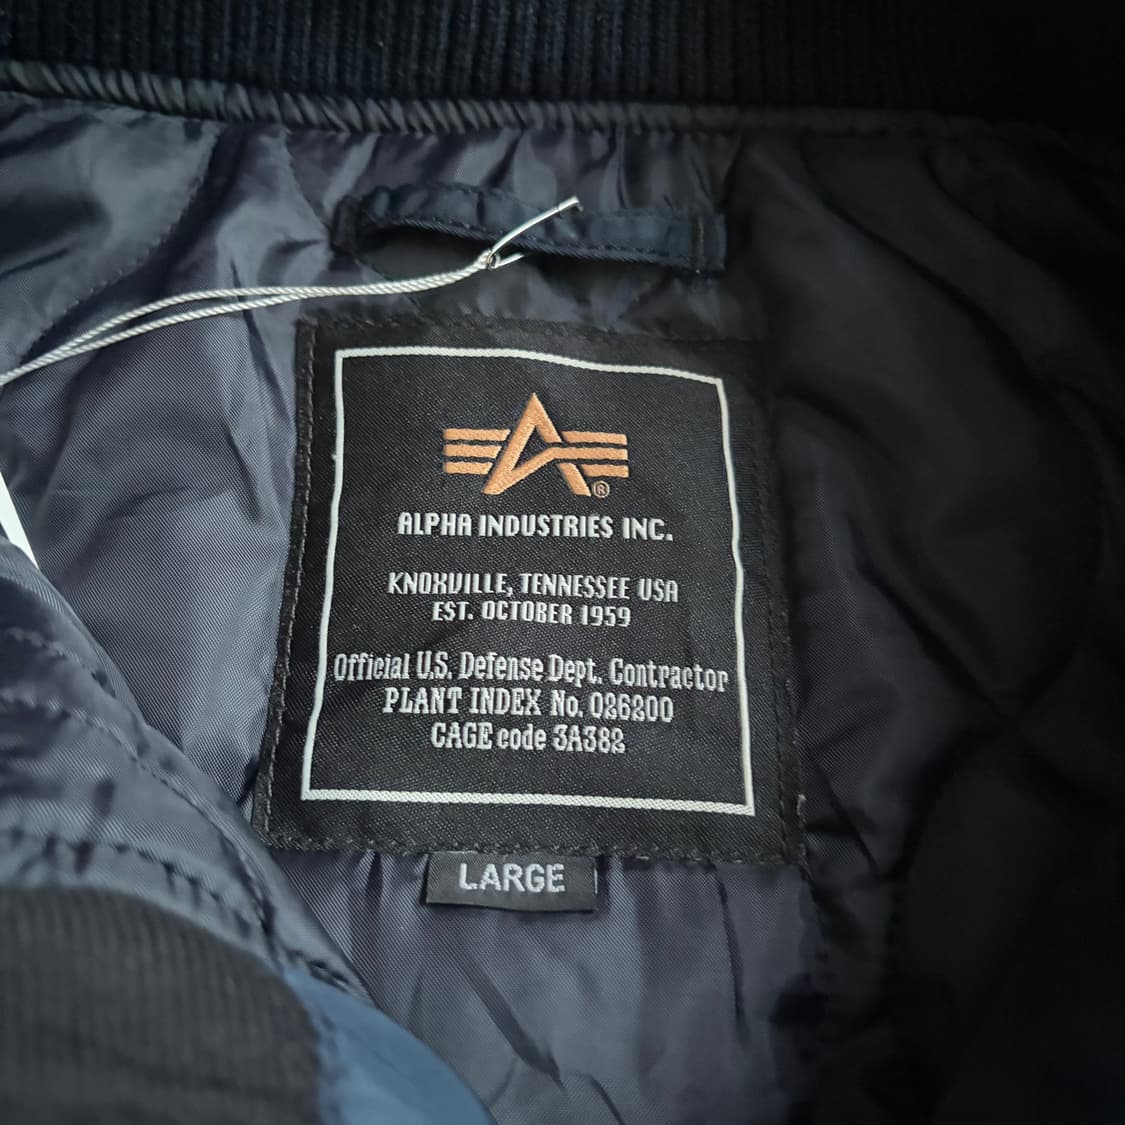 ®
ALPHA INDUSTRIES INC.
KNOXVILLE, TENNESSEE USA
EST. OCTOBER 1959
Official U.S. Defense Dept. Contractor
PLANT INDEX No. 026200
CAGE code 3A382
LARGE